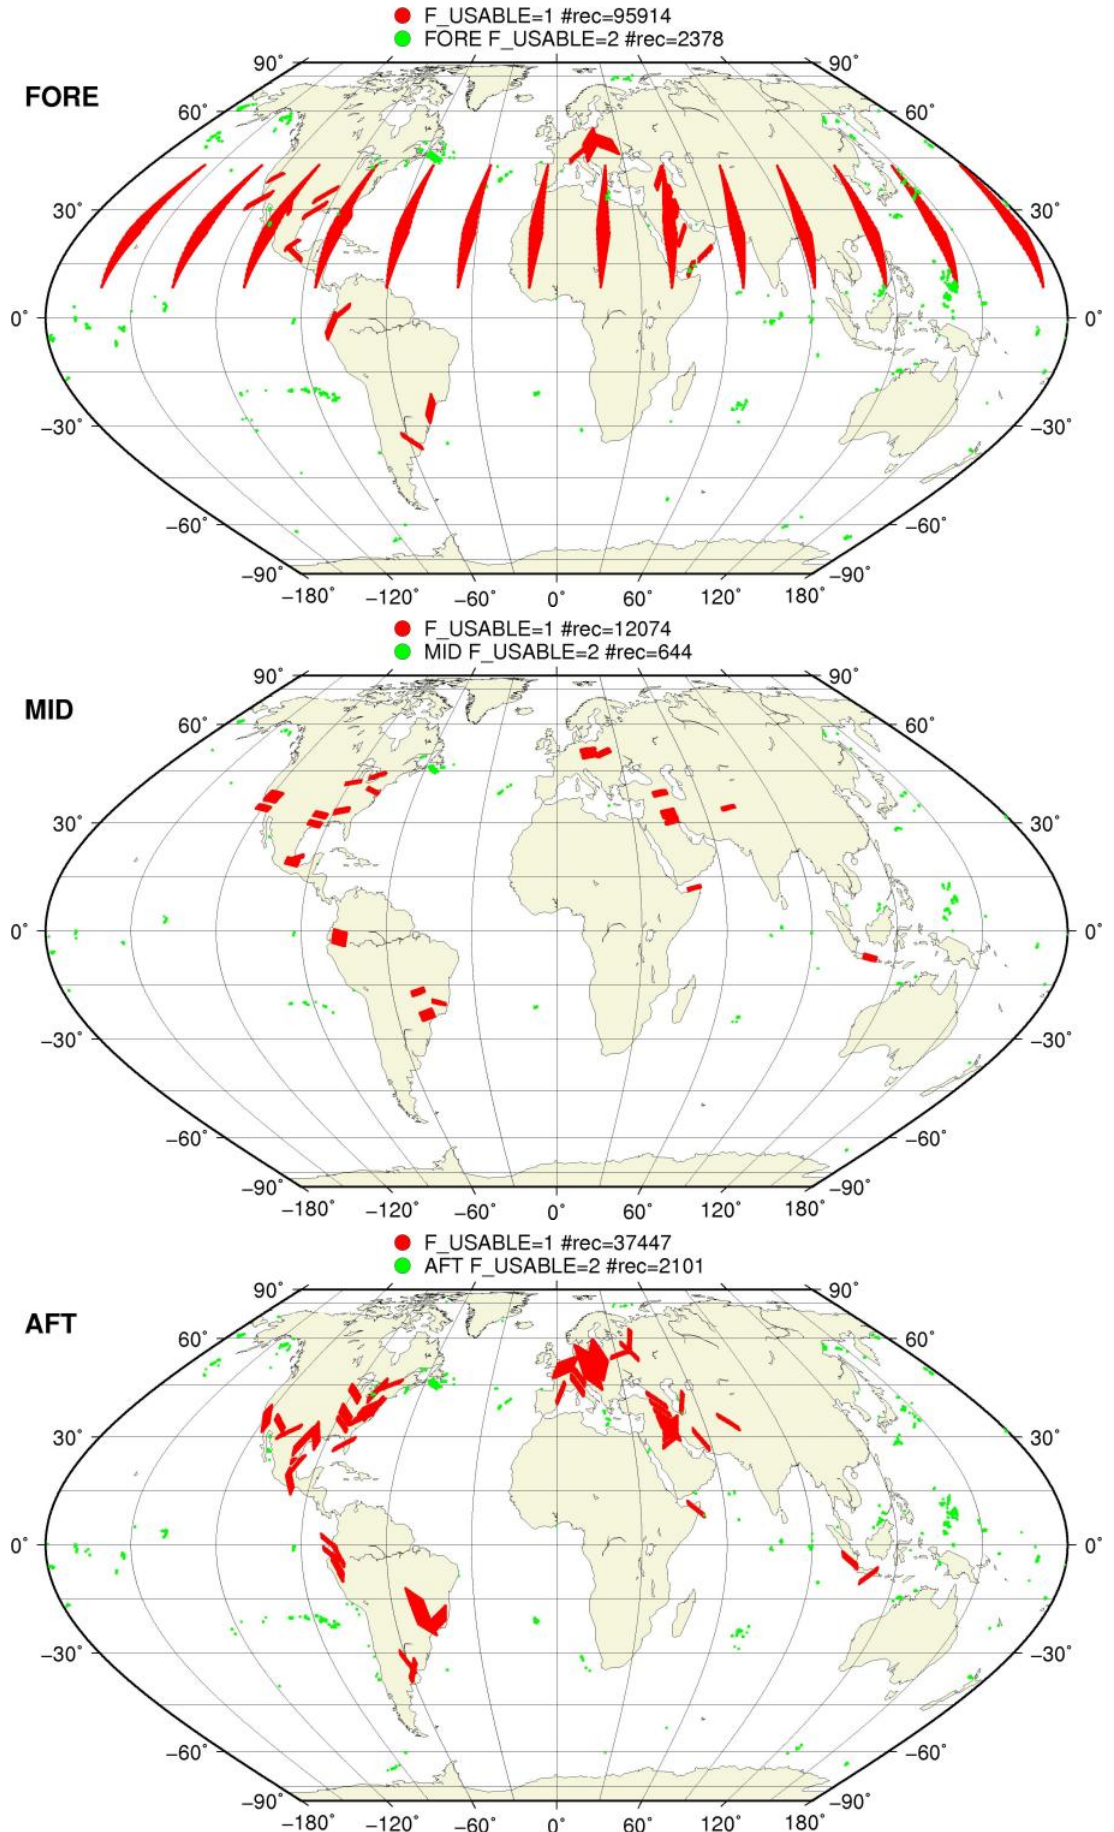 F_USABLE=1 #rec=95914
FORE F_USABLE=2 #rec=2378
FORE
90° 90°
60° 60°
30° 30°
0° 0°
−30° −30°
−60° −60°
−90° −90°
−180° −120° −60° 0° 60° 120° 180°
F_USABLE=1 #rec=12074
MID F_USABLE=2 #rec=644
MID
90° 90°
60° 60°
30° 30°
0° 0°
−30° −30°
−60° −60°
−90° −90°
−180° −120° −60° 0° 60° 120° 180°
F_USABLE=1 #rec=37447
AFT F_USABLE=2 #rec=2101
AFT
90° 90°
60° 60°
30° 30°
0° 0°
−30° −30°
−60° −60°
−90° −90°
−180° −120° −60° 0° 60° 120° 180°